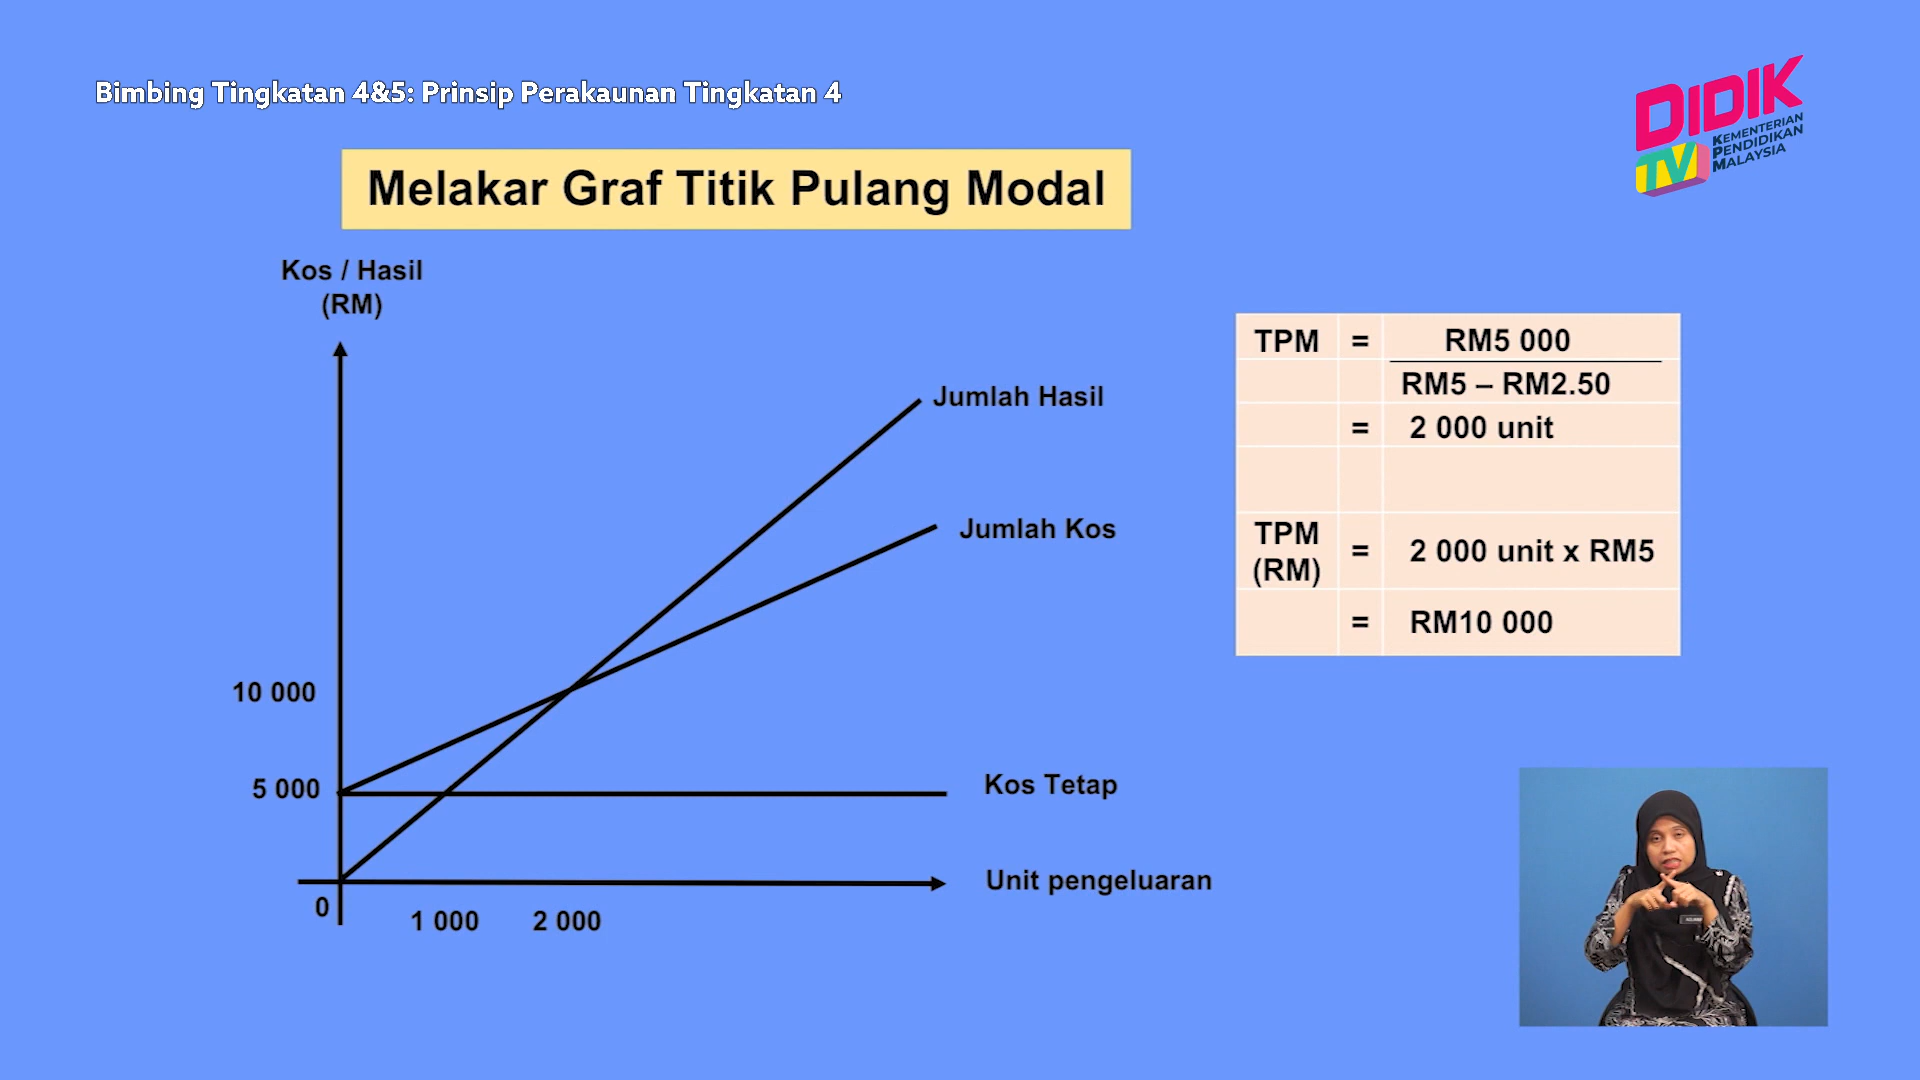 Bimbing Tingkatan 4&5: Prinsip Perakaunan Tingkatan 4
DIDIK
TV
KEMENTERIAN
PENDIDIKAN
MALAYSIA
Melakar Graf Titik Pulang Modal
Kos / Hasil
(RM)
Jumlah Hasil
Jumlah Kos
10 000
5 000
Kos Tetap
Unit pengeluaran
0
1 000 2 000
TPM = RM5 000
= RM5 – RM2.50
= 2 000 unit
TPM
(RM) = 2 000 unit x RM5
= RM10 000